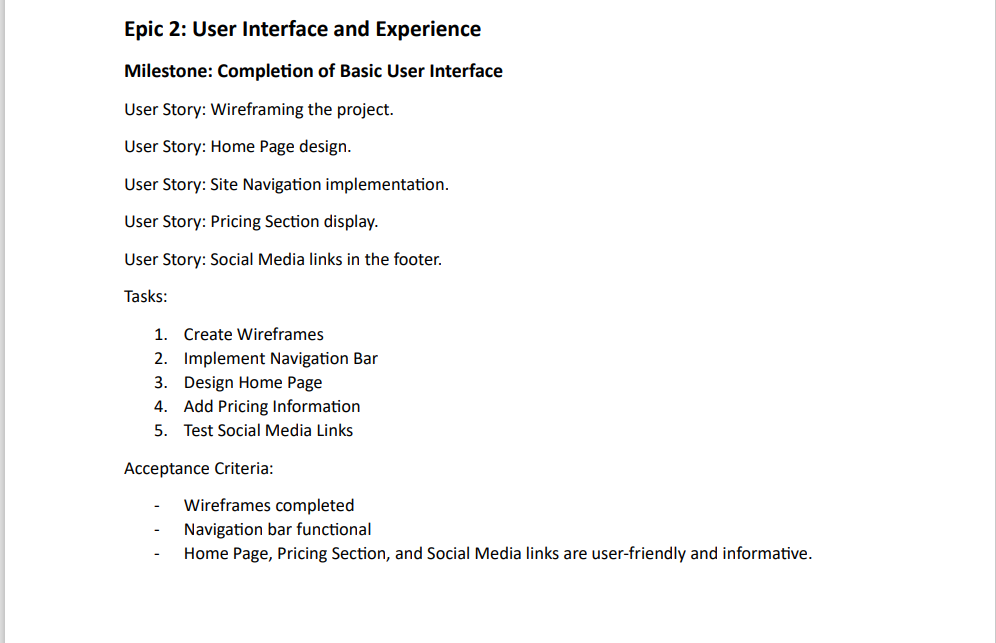 Epic 2: User Interface and Experience
Milestone: Completion of Basic User Interface
User Story: Wireframing the project.
User Story: Home Page design.
User Story: Site Navigation implementation.
User Story: Pricing Section display.
User Story: Social Media links in the footer.
Tasks:
1. Create Wireframes
2. Implement Navigation Bar
3. Design Home Page
4. Add Pricing Information
5. Test Social Media Links
Acceptance Criteria:
- Wireframes completed
- Navigation bar functional
- Home Page, Pricing Section, and Social Media links are user-friendly and informative.